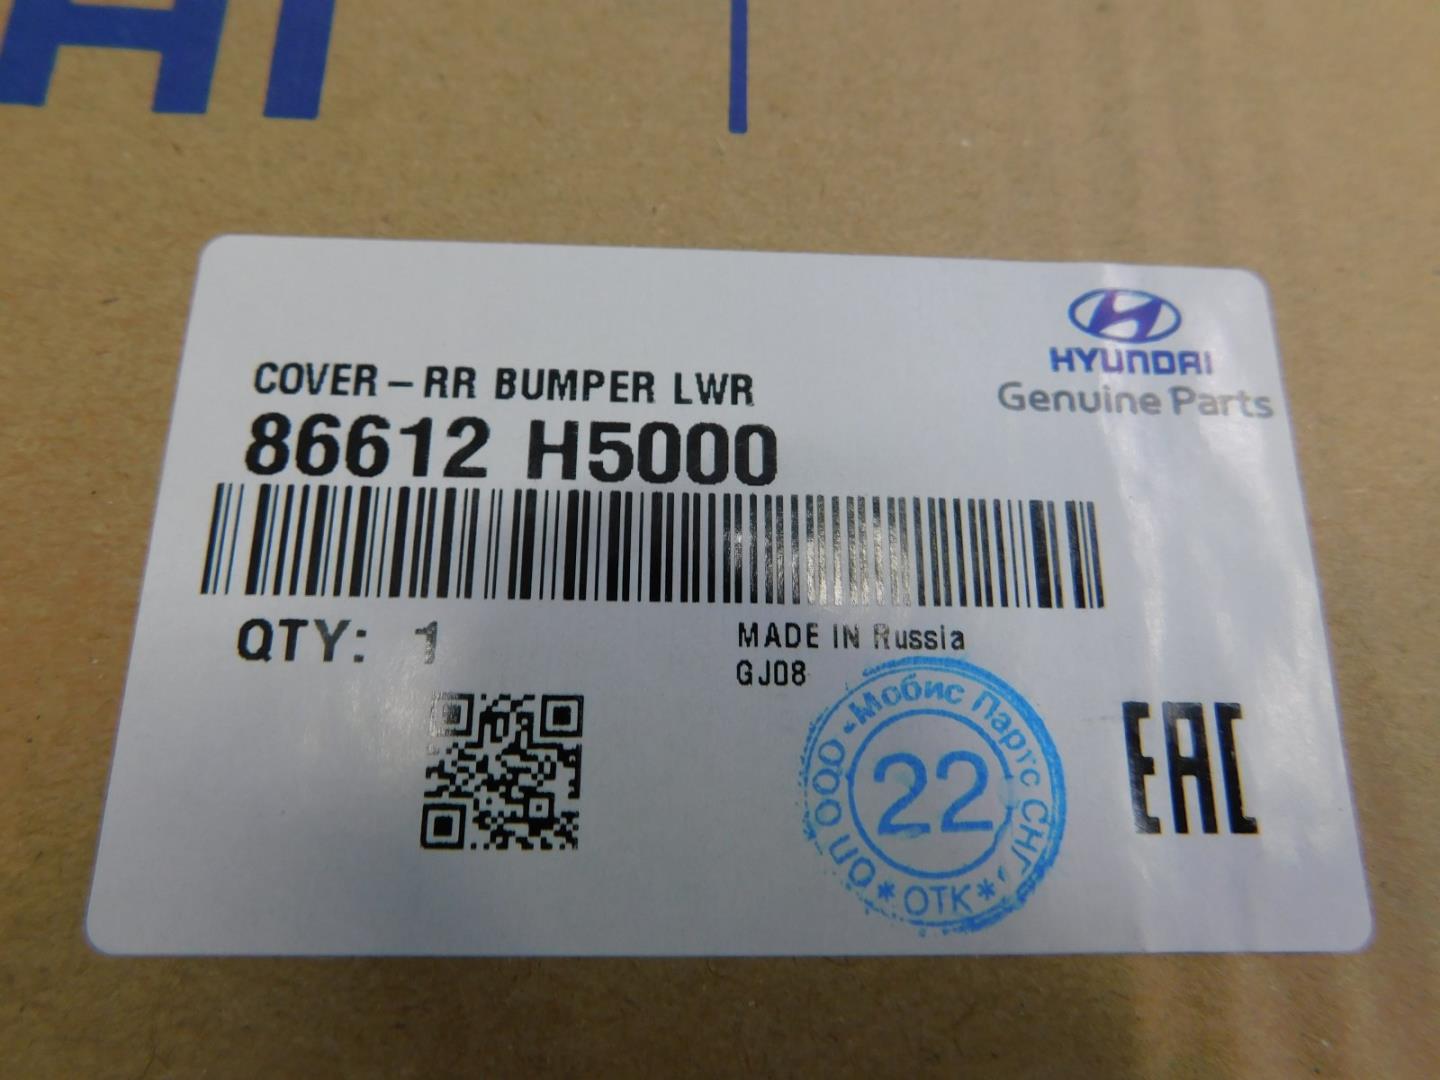 HYUNDAI
Genuine Parts
COVER-RR BUMPER LWR
86612 H5000
QTY: 1
MADE IN Russia
GJ08
ОП ООО «Мобис Партс СНГ
22
* ОТК *
EAC